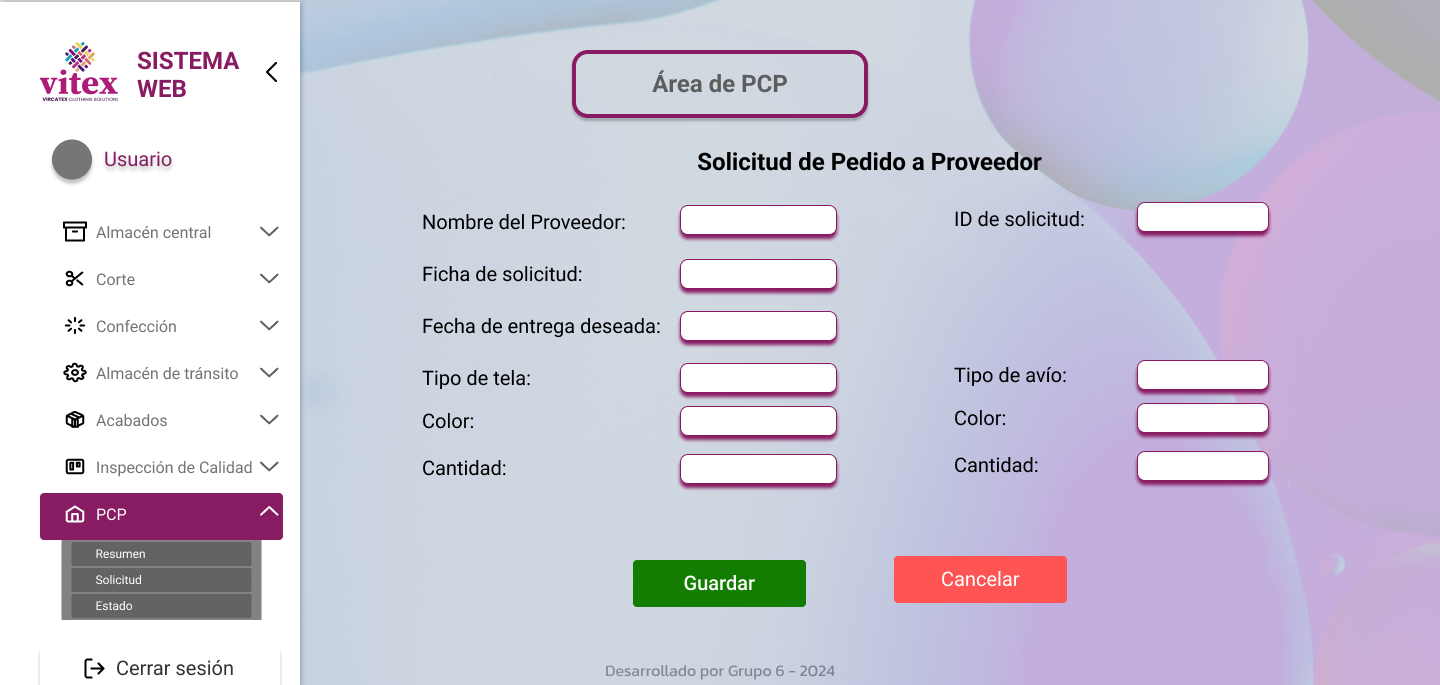 vitex
VIRCATEX CLOTHING SOLUTIONS
SISTEMA
WEB
Usuario
Almacén central
Corte
Confección
Almacén de tránsito
Acabados
Inspección de Calidad
PCP
Resumen
Solicitud
Estado
Cerrar sesión
Área de PCP
Solicitud de Pedido a Proveedor
Nombre del Proveedor:
ID de solicitud:
Ficha de solicitud:
Fecha de entrega deseada:
Tipo de tela:
Tipo de avío:
Color:
Color:
Cantidad:
Cantidad:
Guardar
Cancelar
Desarrollado por Grupo 6 - 2024